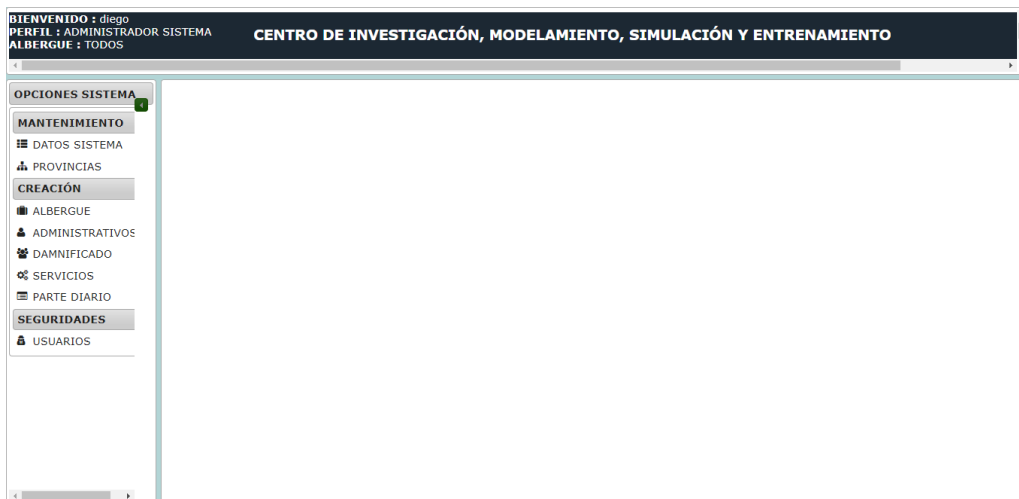 BIENVENIDO : diego
PERFIL : ADMINISTRADOR SISTEMA
ALBERGUE : TODOS
CENTRO DE INVESTIGACIÓN, MODELAMIENTO, SIMULACIÓN Y ENTRENAMIENTO
OPCIONES SISTEMA
MANTENIMIENTO
DATOS SISTEMA
PROVINCIAS
CREACIÓN
ALBERGUE
ADMINISTRATIVOS
DAMNIFICADO
SERVICIOS
PARTE DIARIO
SEGURIDADES
USUARIOS